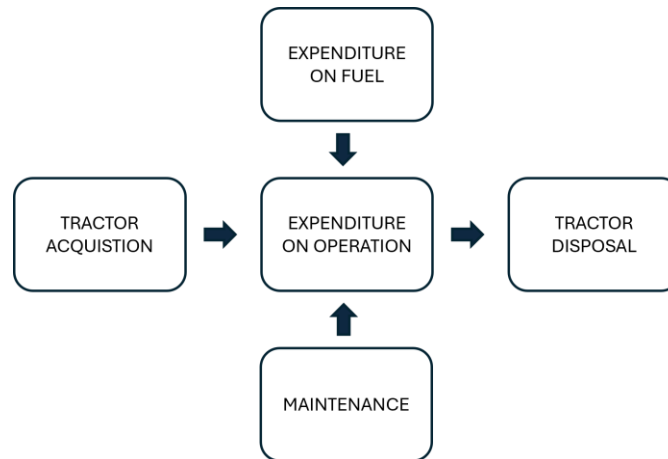 EXPENDITURE
ON FUEL
TRACTOR
ACQUISTION
EXPENDITURE
ON OPERATION
TRACTOR
DISPOSAL
MAINTENANCE